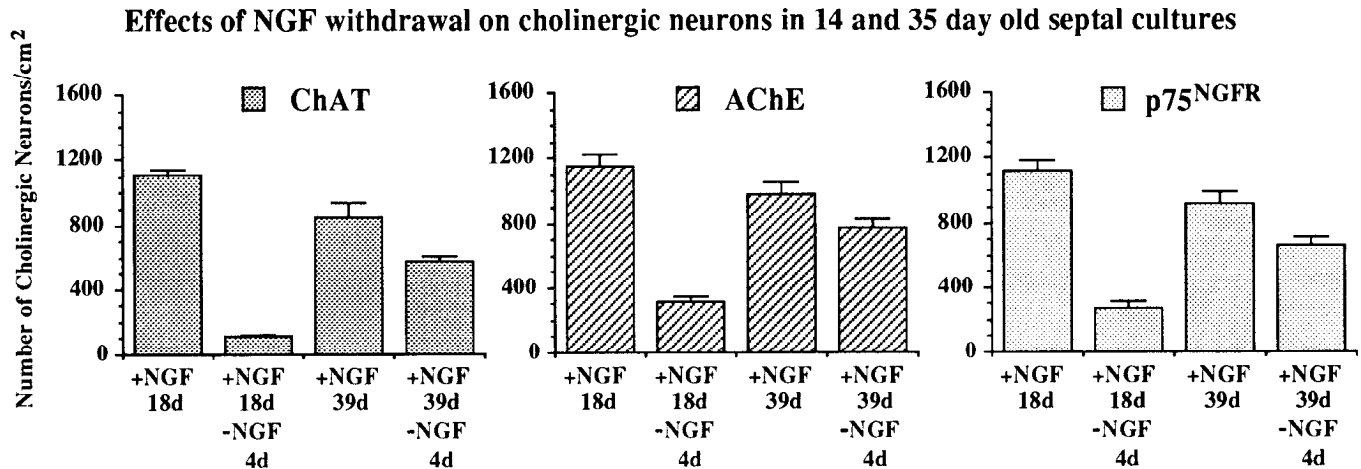 Effects of NGF withdrawal on cholinergic neurons in 14 and 35 day old septal cultures
Number of Cholinergic Neurons/cm²
1600
1200
800
400
0
ChAT
+NGF +NGF +NGF +NGF
18d 18d 39d 39d
-NGF -NGF
4d 4d
1600
1200
800
400
0
AChE
+NGF +NGF +NGF +NGF
18d 18d 39d 39d
-NGF -NGF
4d 4d
1600
1200
800
400
0
p75NGFR
+NGF +NGF +NGF +NGF
18d 18d 39d 39d
-NGF -NGF
4d 4d